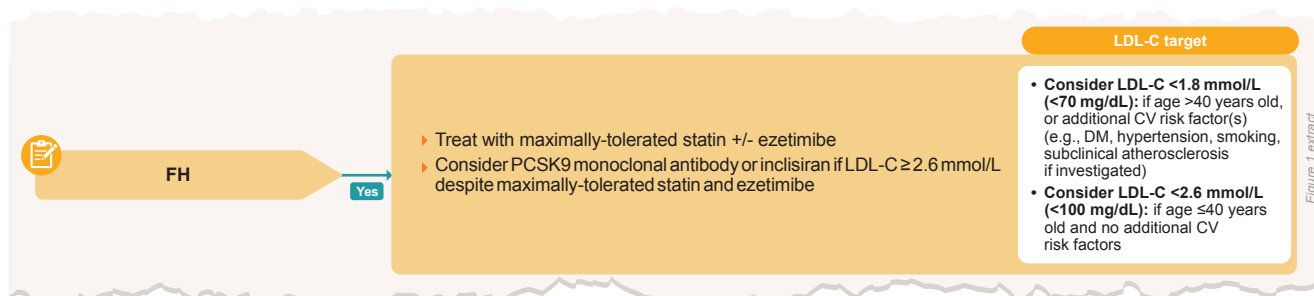 LDL-C target
FH
Yes
Treat with maximally-tolerated statin +/- ezetimibe
Consider PCSK9 monoclonal antibody or inclisiran if LDL-C ≥ 2.6 mmol/L
despite maximally-tolerated statin and ezetimibe
• Consider LDL-C <1.8 mmol/L
(<70 mg/dL): if age >40 years old,
or additional CV risk factor(s)
(e.g., DM, hypertension, smoking,
subclinical atherosclerosis
if investigated)
• Consider LDL-C <2.6 mmol/L
(<100 mg/dL): if age ≤40 years
old and no additional CV
risk factors
Figure 1 extract